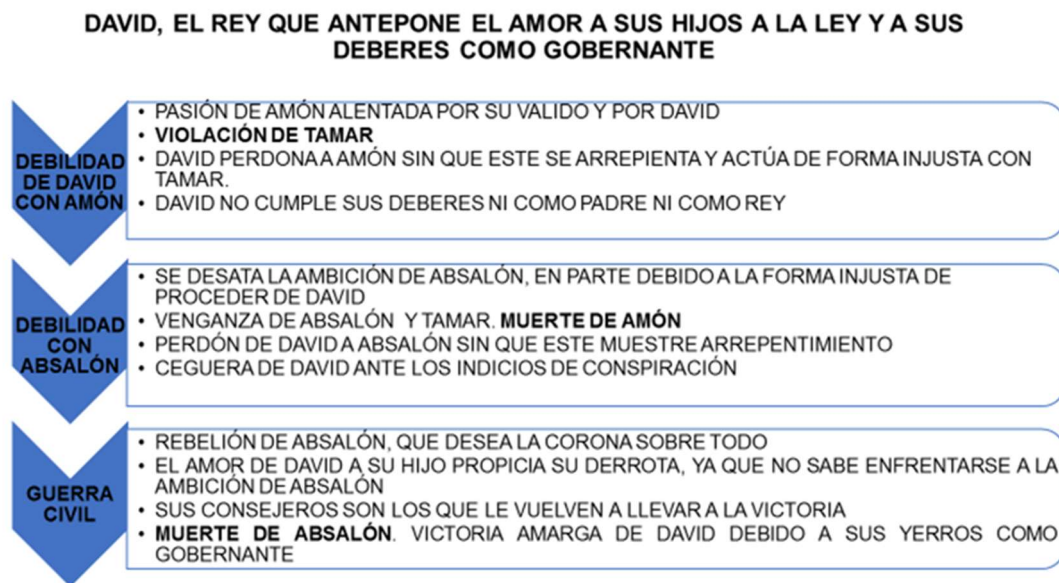 DAVID, EL REY QUE ANTEPONE EL AMOR A SUS HIJOS A LA LEY Y A SUS
DEBERES COMO GOBERNANTE
DEBILIDAD
DE DAVID
CON AMÓN
• PASIÓN DE AMÓN ALENTADA POR SU VALIDO Y POR DAVID
• VIOLACIÓN DE TAMAR
• DAVID PERDONA A AMÓN SIN QUE ESTE SE ARREPIENTA Y ACTÚA DE FORMA INJUSTA CON
TAMAR.
• DAVID NO CUMPLE SUS DEBERES NI COMO PADRE NI COMO REY
DEBILIDAD
CON
ABSALÓN
• SE DESATA LA AMBICIÓN DE ABSALÓN, EN PARTE DEBIDO A LA FORMA INJUSTA DE
PROCEDER DE DAVID
• VENGANZA DE ABSALÓN Y TAMAR. MUERTE DE AMÓN
• PERDÓN DE DAVID A ABSALÓN SIN QUE ESTE MUESTRE ARREPENTIMIENTO
• CEGUERA DE DAVID ANTE LOS INDICIOS DE CONSPIRACIÓN
GUERRA
CIVIL
• REBELIÓN DE ABSALÓN, QUE DESEA LA CORONA SOBRE TODO
• EL AMOR DE DAVID A SU HIJO PROPICIA SU DERROTA, YA QUE NO SABE ENFRENTARSE A LA
AMBICIÓN DE ABSALÓN
• SUS CONSEJEROS SON LOS QUE LE VUELVEN A LLEVAR A LA VICTORIA
• MUERTE DE ABSALÓN. VICTORIA AMARGA DE DAVID DEBIDO A SUS YERROS COMO
GOBERNANTE